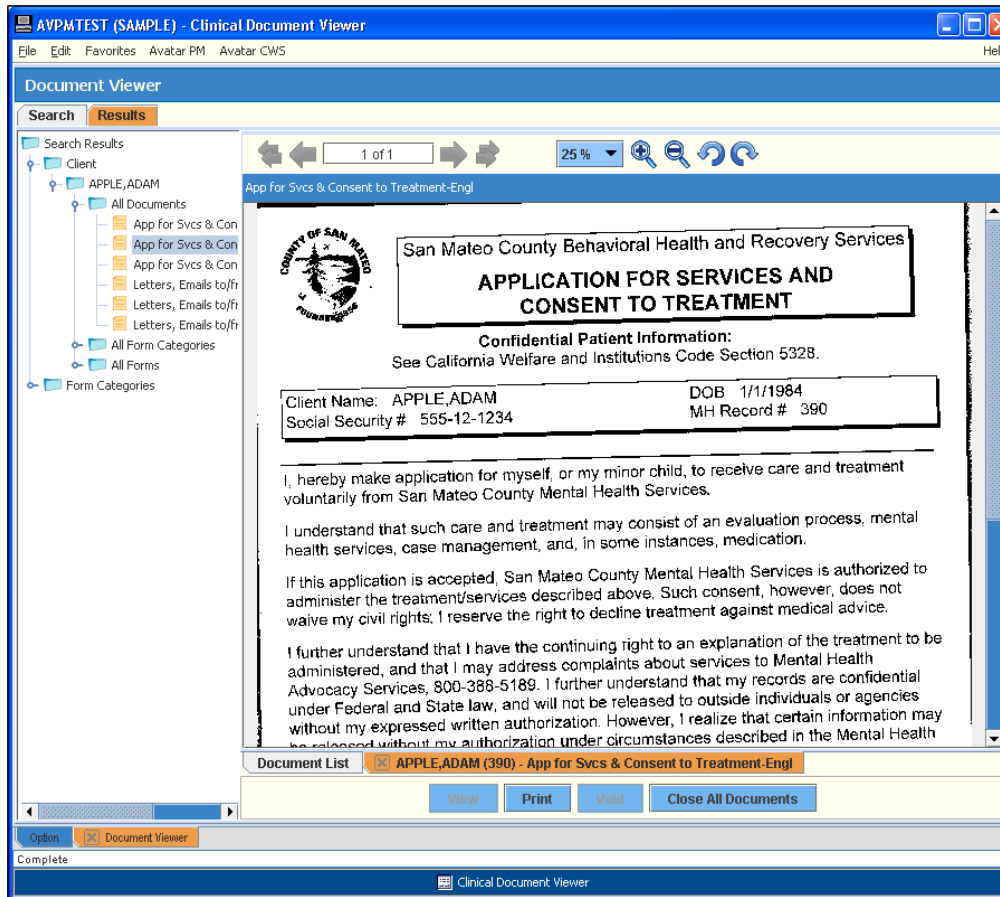 AVPMTEST (SAMPLE) - Clinical Document Viewer
File Edit Favorites Avatar PM Avatar CWS Hel
Document Viewer
Search Results
Search Results
Client
APPLE,ADAM
All Documents
App for Svcs & Con
App for Svcs & Con
App for Svcs & Con
Letters, Emails to/fr
Letters, Emails to/fr
Letters, Emails to/fr
All Form Categories
All Forms
Form Categories
1 of 1 25 %
App for Svcs & Consent to Treatment-Engl
COUNTY OF SAN MATEO
San Mateo County Behavioral Health and Recovery Services
APPLICATION FOR SERVICES AND
CONSENT TO TREATMENT
Confidential Patient Information:
See California Welfare and Institutions Code Section 5328.
Client Name: APPLE,ADAM DOB 1/1/1984
Social Security # 555-12-1234 MH Record # 390
I, hereby make application for myself, or my minor child, to receive care and treatment
voluntarily from San Mateo County Mental Health Services.
I understand that such care and treatment may consist of an evaluation process, mental
health services, case management, and, in some instances, medication.
If this application is accepted, San Mateo County Mental Health Services is authorized to
administer the treatment/services described above. Such consent, however, does not
waive my civil rights; I reserve the right to decline treatment against medical advice.
I further understand that I have the continuing right to an explanation of the treatment to be
administered, and that I may address complaints about services to Mental Health
Advocacy Services, 800-388-5189. I further understand that my records are confidential
under Federal and State law, and will not be released to outside individuals or agencies
without my expressed written authorization. However, I realize that certain information may
be released without my authorization under circumstances described in the Mental Health
Document List APPLE,ADAM (390) - App for Svcs & Consent to Treatment-Engl
View Print Void Close All Documents
Option Document Viewer
Complete
Clinical Document Viewer